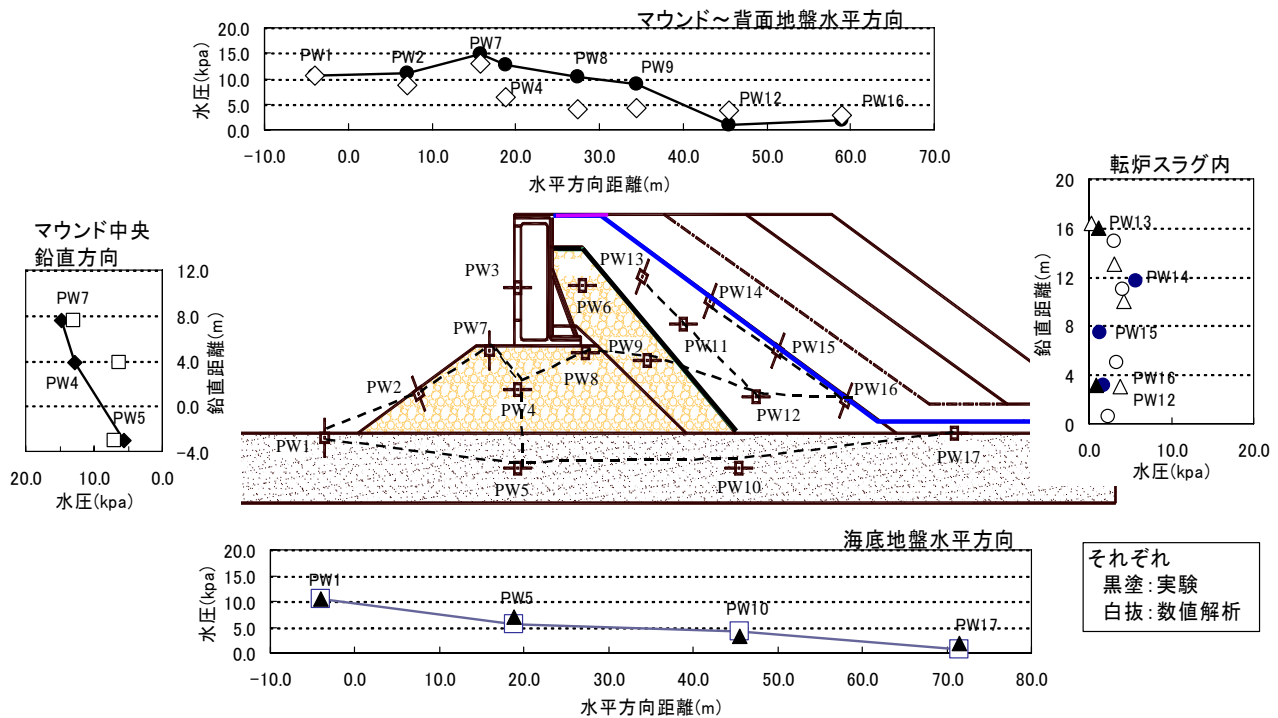 マウンド～背面地盤水平方向
水圧(kpa)
20.0
15.0
10.0
5.0
0.0
PW1
PW2
PW7
PW4
PW8
PW9
PW12
PW16
-10.0 0.0 10.0 20.0 30.0 40.0 50.0 60.0 70.0
水平方向距離(m)
マウンド中央
鉛直方向
PW7
PW4
PW5
12.0
8.0
4.0
0.0
-4.0
鉛直距離(m)
20.0 10.0 0.0
水圧(kpa)
PW3
PW13
PW6
PW14
PW7
PW11
PW9
PW15
PW2
PW8
PW16
PW4
PW12
PW1
PW17
PW5
PW10
転炉スラグ内
鉛直距離(m)
20
16
12
8
4
0
PW13
PW14
PW15
PW16
PW12
0.0 10.0 20.0
水圧(kpa)
海底地盤水平方向
水圧(kpa)
20.0
15.0
10.0
5.0
0.0
PW1
PW5
PW10
PW17
-10.0 0.0 10.0 20.0 30.0 40.0 50.0 60.0 70.0 80.0
水平方向距離(m)
それぞれ
黒塗：実験
白抜：数値解析